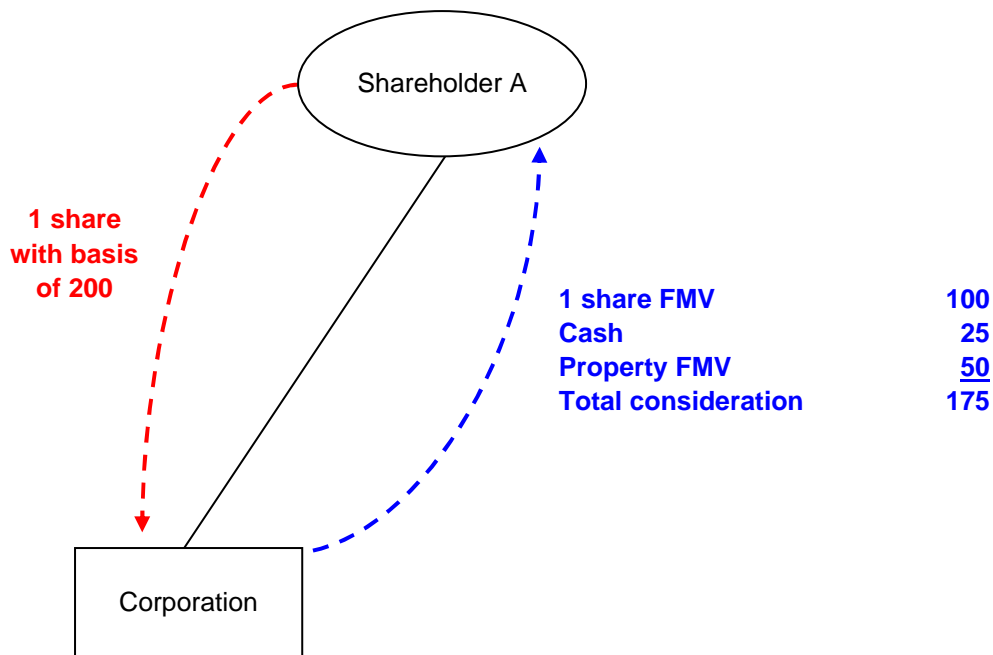 Shareholder A
1 share
with basis
of 200
1 share FMV 100
Cash 25
Property FMV 50
Total consideration 175
Corporation